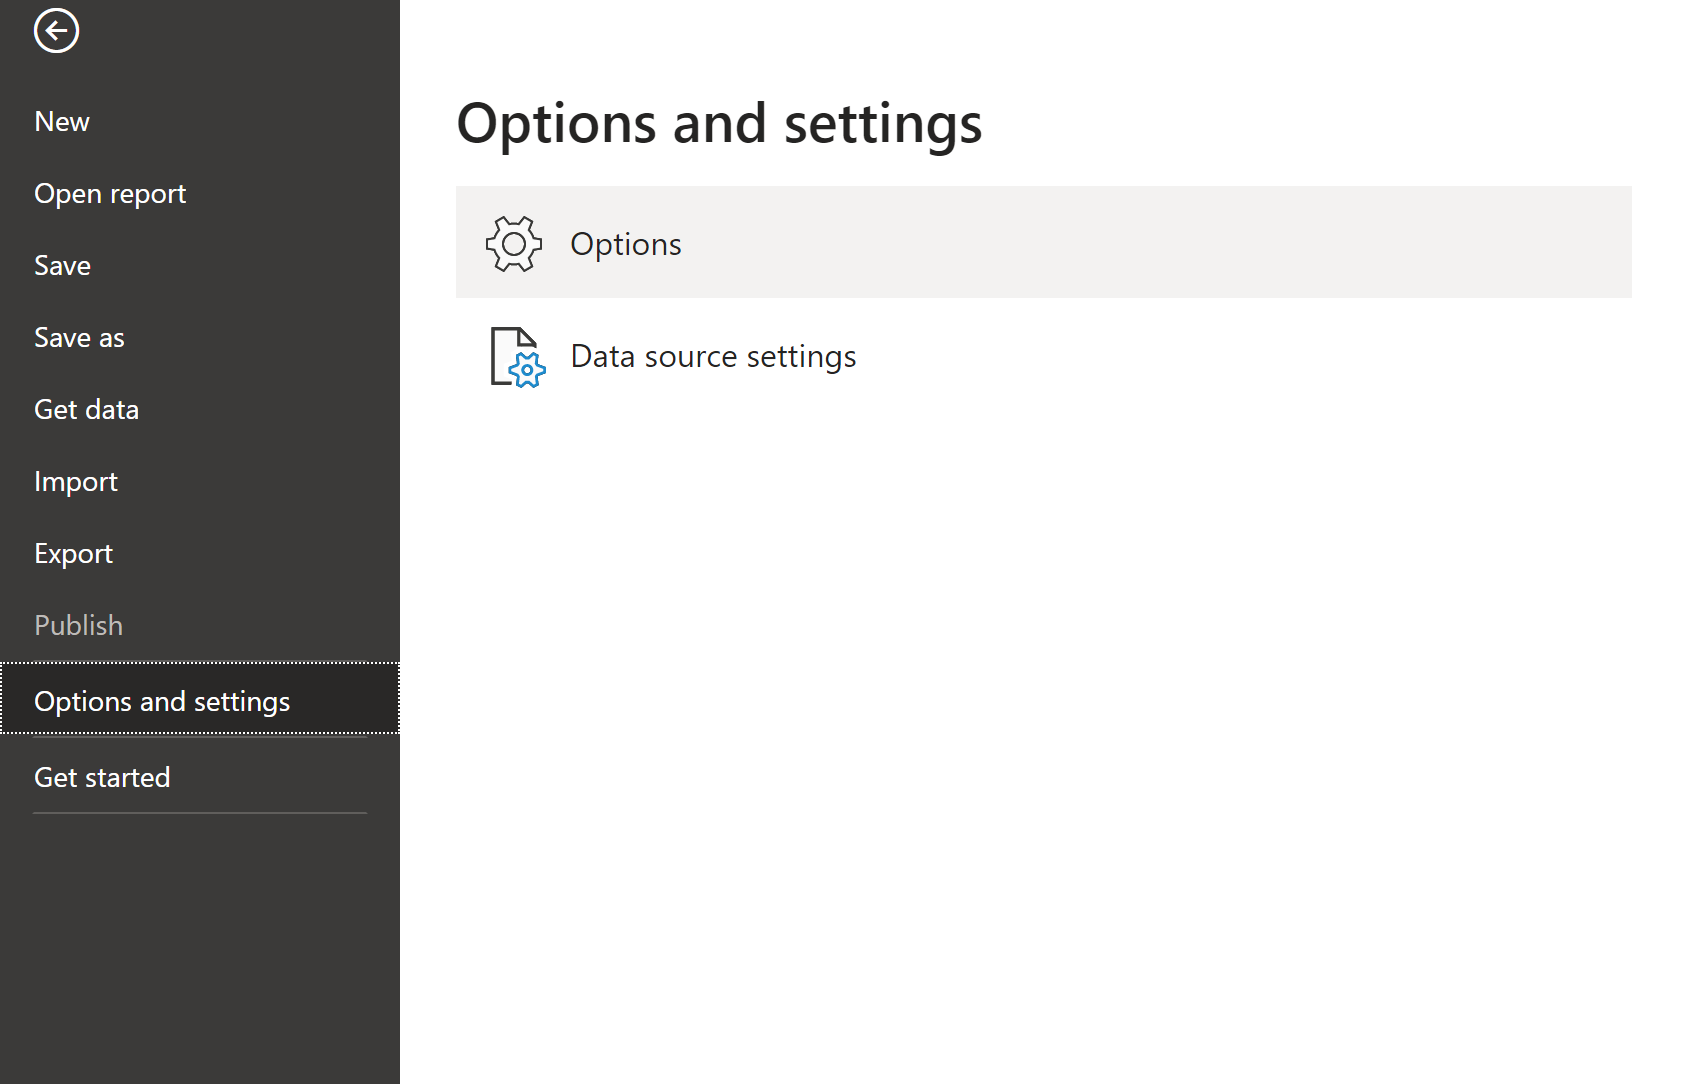 New
Open report
Save
Save as
Get data
Import
Export
Publish
Options and settings
Get started
Options and settings
Options
Data source settings